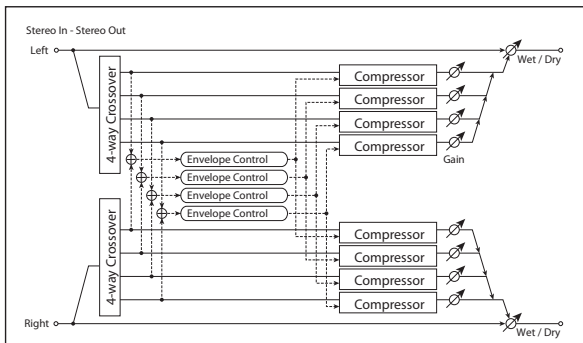 Stereo In - Stereo Out
Left
Wet / Dry
4-way Crossover
Compressor
Compressor
Compressor
Compressor
Gain
Envelope Control
Envelope Control
Envelope Control
Envelope Control
4-way Crossover
Compressor
Compressor
Compressor
Compressor
Right
Wet / Dry